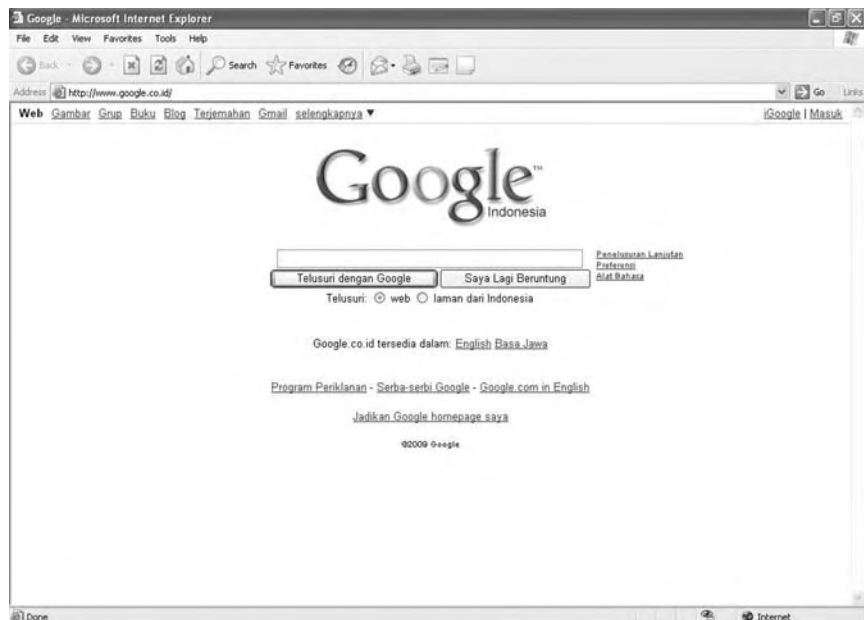 Google - Microsoft Internet Explorer
File Edit View Favorites Tools Help
Back Search Favorites
Address http://www.google.co.id/ Go Links
Web Gambar Grup Buku Blog Terjemahan Gmail selengkapnya ▼ iGoogle | Masuk
Google™
Indonesia
Penelusuran Lanjutan
Preferensi
Telusuri dengan Google Saya Lagi Beruntung Alat Bahasa
Telusuri: web laman dari Indonesia
Google.co.id tersedia dalam: English Basa Jawa
Program Periklanan - Serba-serbi Google - Google.com in English
Jadikan Google homepage saya
©2009 Google
Done Internet